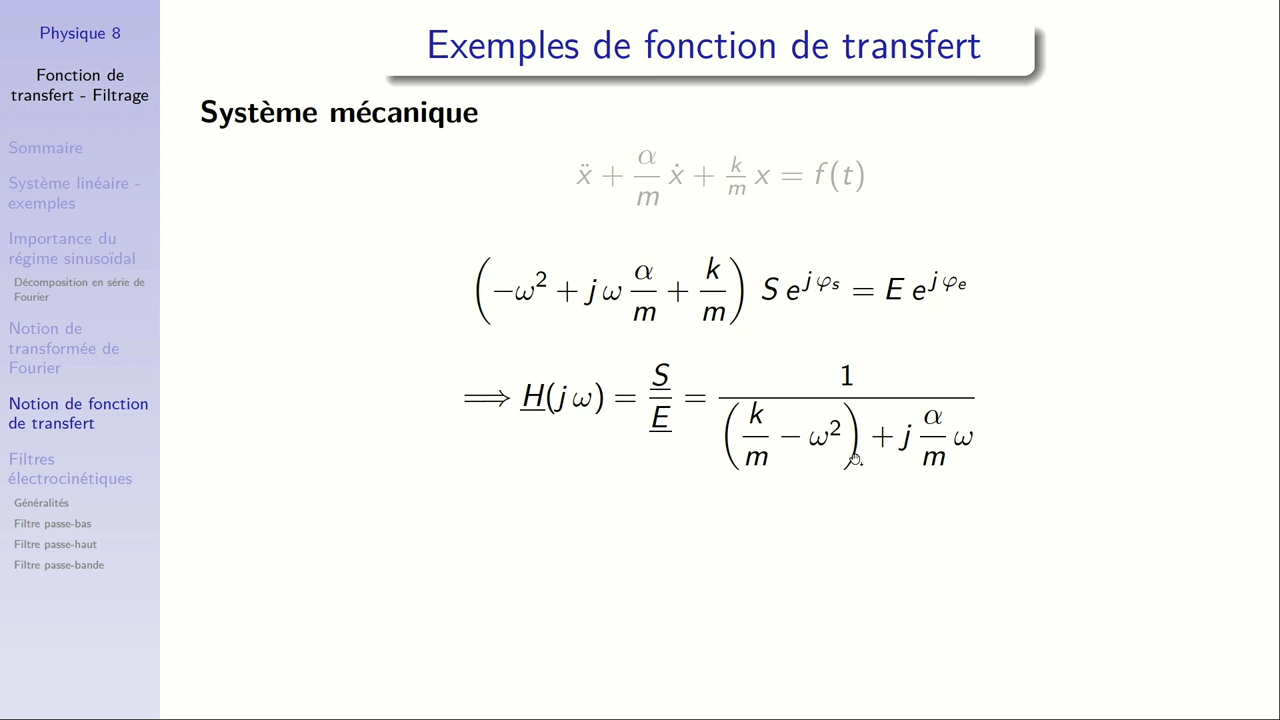 Physique 8
Fonction de
transfert - Filtrage
Sommaire
Système linéaire -
exemples
Importance du
régime sinusoïdal
Décomposition en série de
Fourier
Notion de
transformée de
Fourier
Notion de fonction
de transfert
Filtres
électrocinétiques
Généralités
Filtre passe-bas
Filtre passe-haut
Filtre passe-bande
Exemples de fonction de transfert
Système mécanique
ẍ + α/m ẋ + k/m x = f(t)
(−ω² + j ω α/m + k/m) S e^{j φ_s} = E e^{j φ_e}
⟹ H(j ω) = S/E = 1/((k/m − ω²) + j α/m ω)